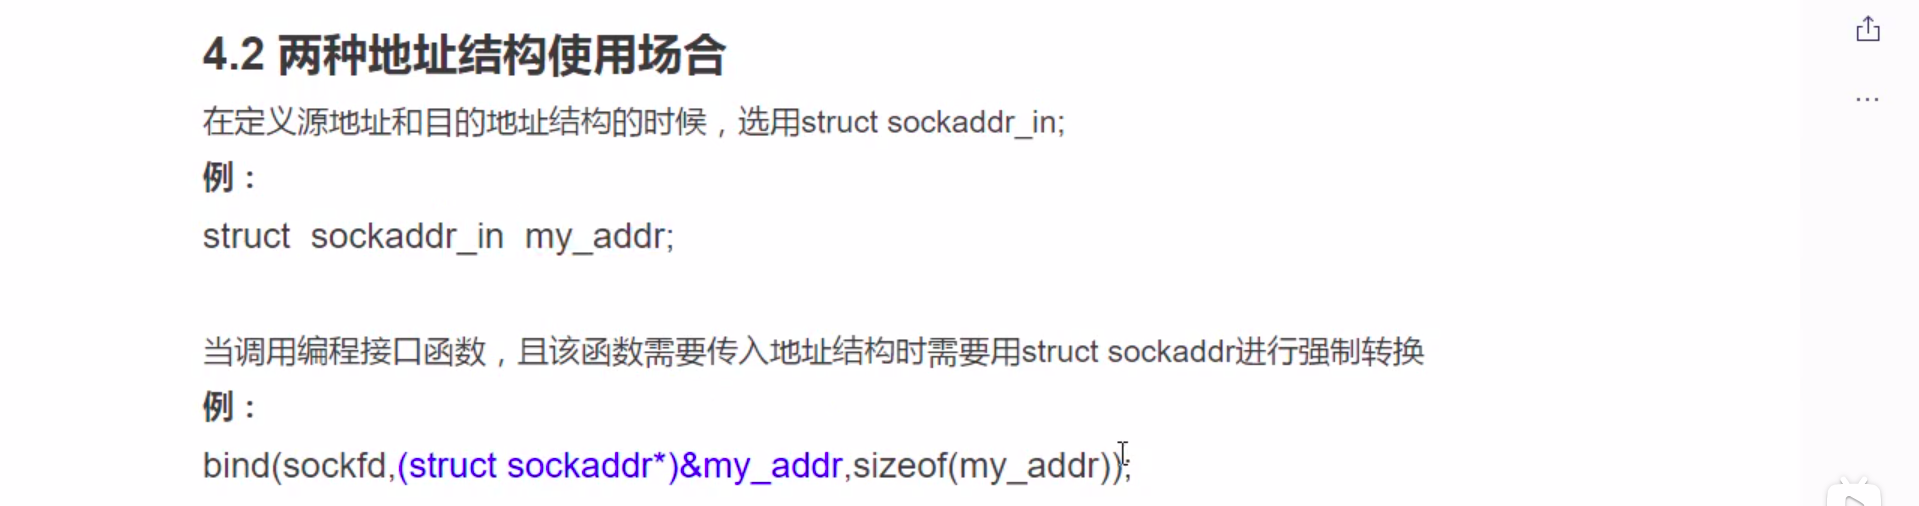 4.2 两种地址结构使用场合
在定义源地址和目的地址结构的时候，选用struct sockaddr_in;
例：
struct  sockaddr_in  my_addr;
当调用编程接口函数，且该函数需要传入地址结构时需要用struct sockaddr进行强制转换
例：
bind(sockfd,(struct sockaddr*)&my_addr,sizeof(my_addr));